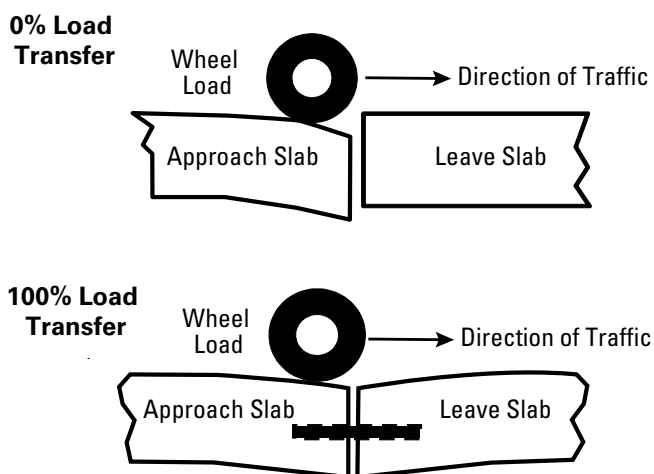 0% Load
Transfer
Wheel
Load
Direction of Traffic
Approach Slab
Leave Slab
100% Load
Transfer
Wheel
Load
Direction of Traffic
Approach Slab
Leave Slab